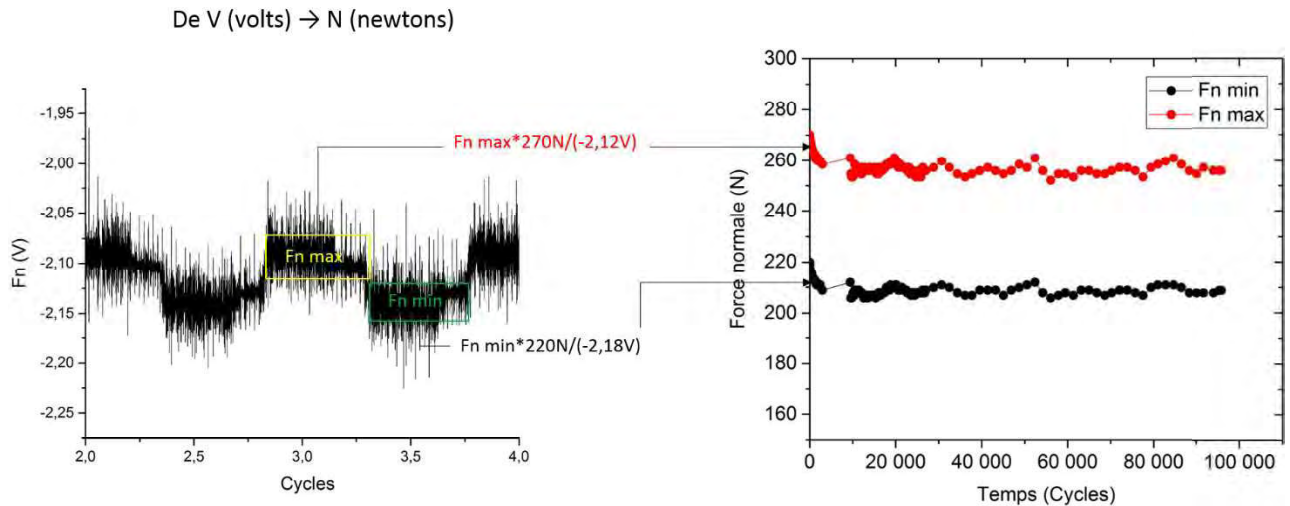 De V (volts) → N (newtons)
Fn (V)
-1,95
-2,00
-2,05
-2,10
-2,15
-2,20
-2,25
2,0
2,5
3,0
3,5
4,0
Cycles
Fn max
Fn min
Fn max*270N/(-2,12V)
Fn min*220N/(-2,18V)
Force normale (N)
300
280
260
240
220
200
180
160
0
20 000
40 000
60 000
80 000
100 000
Temps (Cycles)
Fn min
Fn max